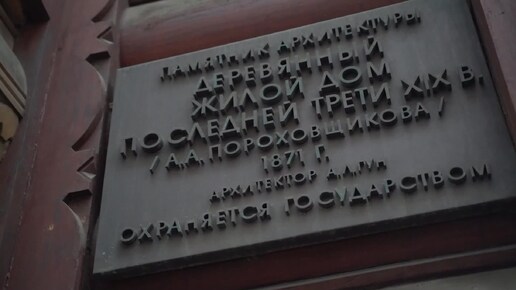 ПАМЯТНИК АРХИТЕКТУРЫ
ДЕРЕВЯННЫЙ
ЖИЛОЙ ДОМ
ПОСЛЕДНЕЙ ТРЕТИ XIX В.
/А.А. ПОРОХОВЩИКОВА/
1871 Г.
АРХИТЕКТОР А.Л.ГУН
ОХРАНЯЕТСЯ ГОСУДАРСТВОМ